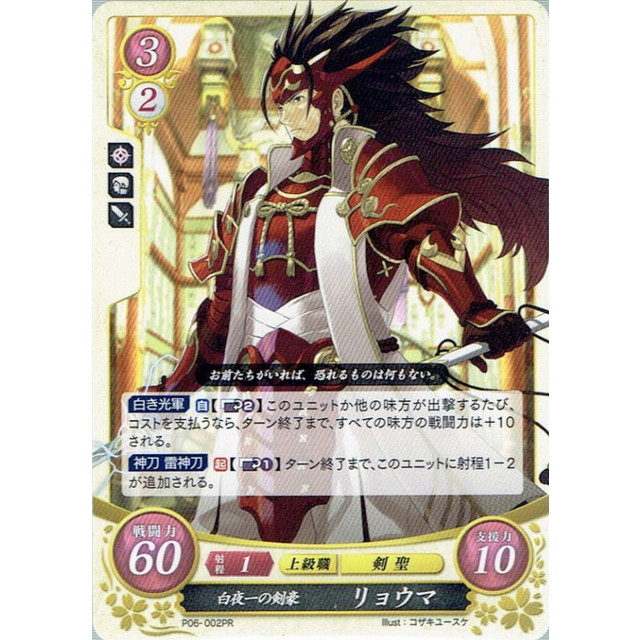 3
2
お前たちがいれば、恐れるものは何もない。
白き光軍 自【2】このユニットか他の味方が出撃するたび、
コストを支払うなら、ターン終了まで、すべての味方の戦闘力は+10
される。
神刀 雷神刀 起【1】ターン終了まで、このユニットに射程1-2
が追加される。
戦闘力
60
射程 1
上級職
剣聖
支援力
10
白夜一の剣豪 リョウマ
P06-002PR
Illust：コザキユースケ